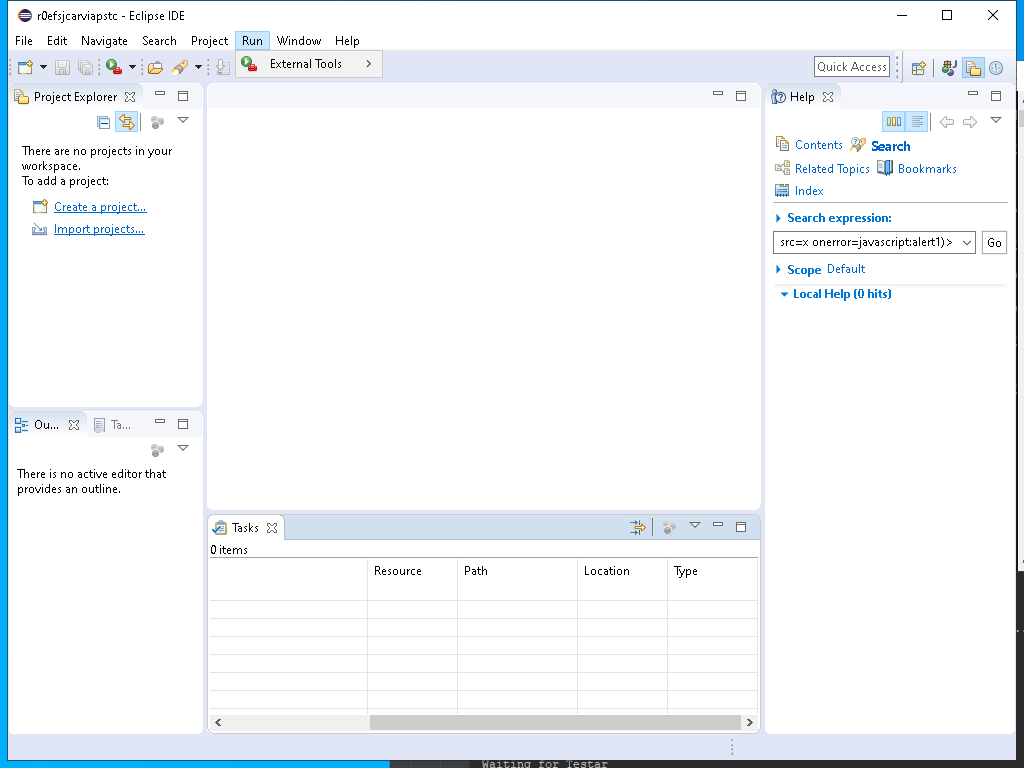 r0efsjcarviapstc - Eclipse IDE
File Edit Navigate Search Project Run Window Help
External Tools
Quick Access
Project Explorer
There are no projects in your
workspace.
To add a project:
Create a project...
Import projects...
Help
Contents Search
Related Topics Bookmarks
Index
Search expression:
src=x onerror=javascript:alert1)> Go
Scope Default
Local Help (0 hits)
Ou... Ta...
There is no active editor that
provides an outline.
Tasks
0 items
Resource Path Location Type
Waiting for Testar